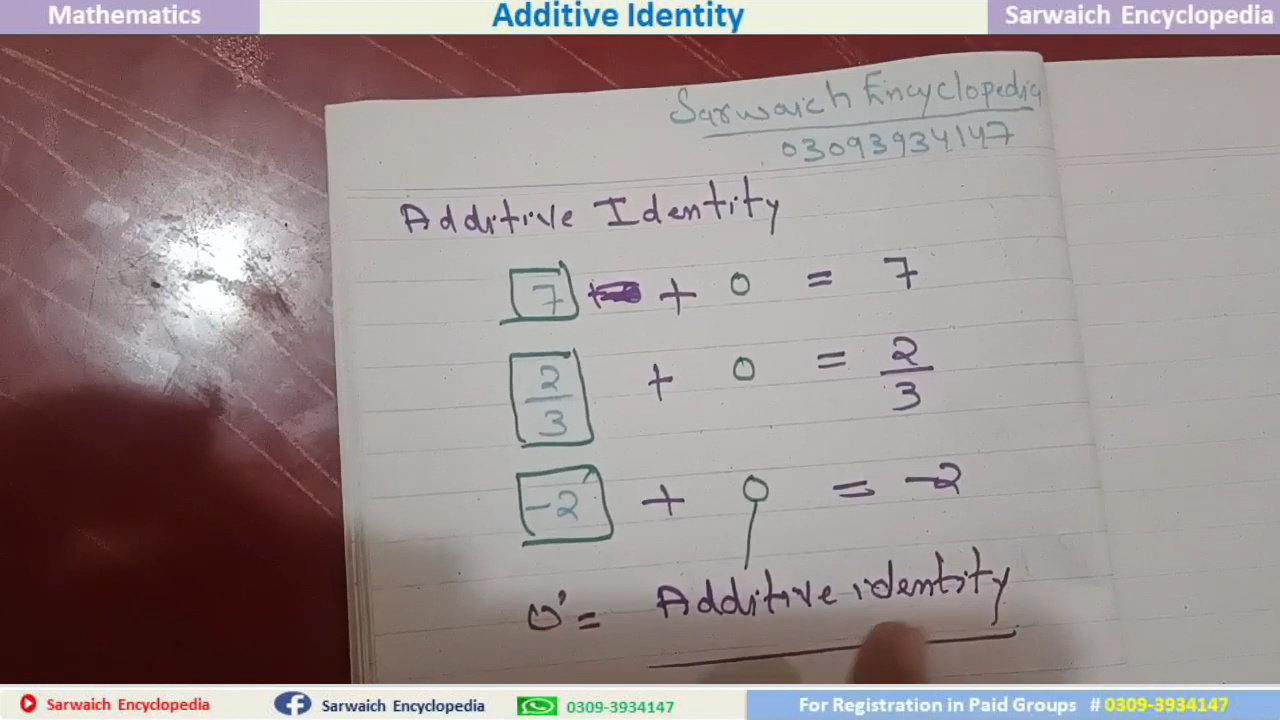 Mathematics
Additive Identity
Sarwaich Encyclopedia
Sarwaich Encyclopedia
03093934147
Additive Identity
7 + 0 = 7
2/3 + 0 = 2/3
-2 + 0 = -2
0' = Additive identity
Sarwaich Encyclopedia
Sarwaich Encyclopedia
0309-3934147
For Registration in Paid Groups # 0309-3934147